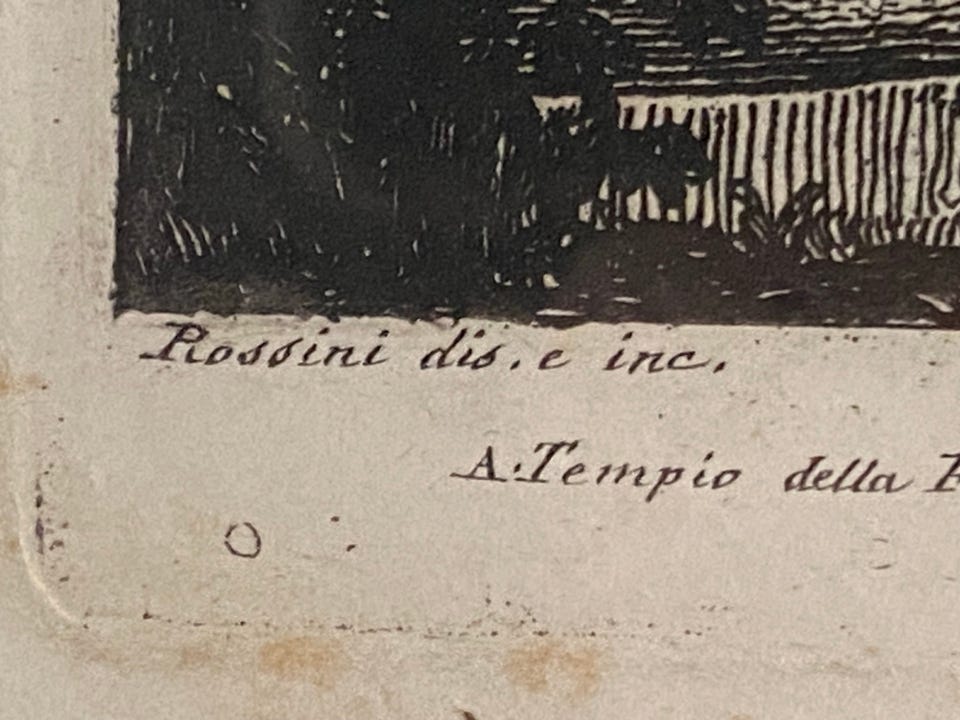 Rossini dis. e inc.
A. Tempio della